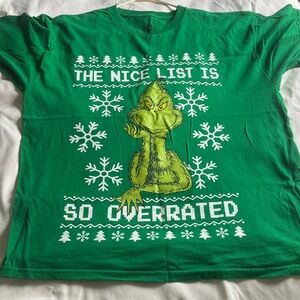 THE NICE LIST IS
SO OVERRATED